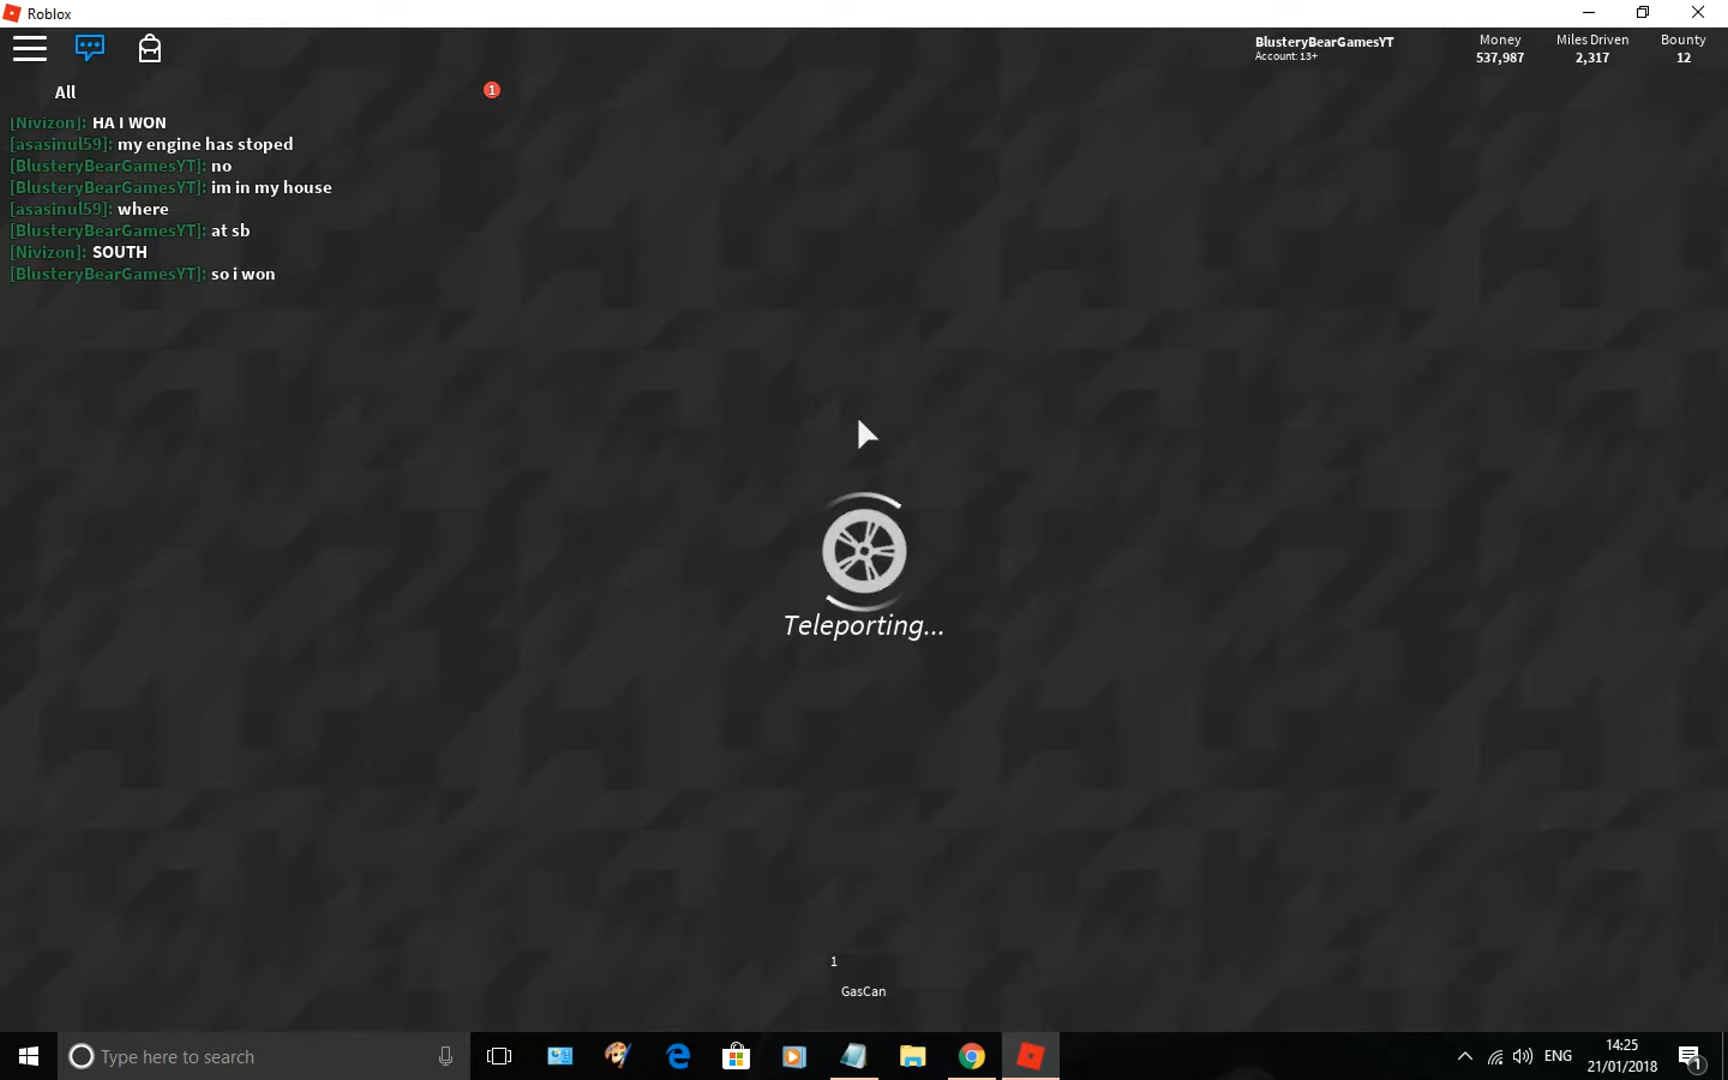 Roblox
BlusteryBearGamesYT
Account: 13+
Money
537,987
Miles Driven
2,317
Bounty
12
All
1
[Nivizon]: HA I WON
[asasinul59]: my engine has stoped
[BlusteryBearGamesYT]: no
[BlusteryBearGamesYT]: im in my house
[asasinul59]: where
[BlusteryBearGamesYT]: at sb
[Nivizon]: SOUTH
[BlusteryBearGamesYT]: so i won
Teleporting...
1
GasCan
Type here to search
ENG
14:25
21/01/2018
1